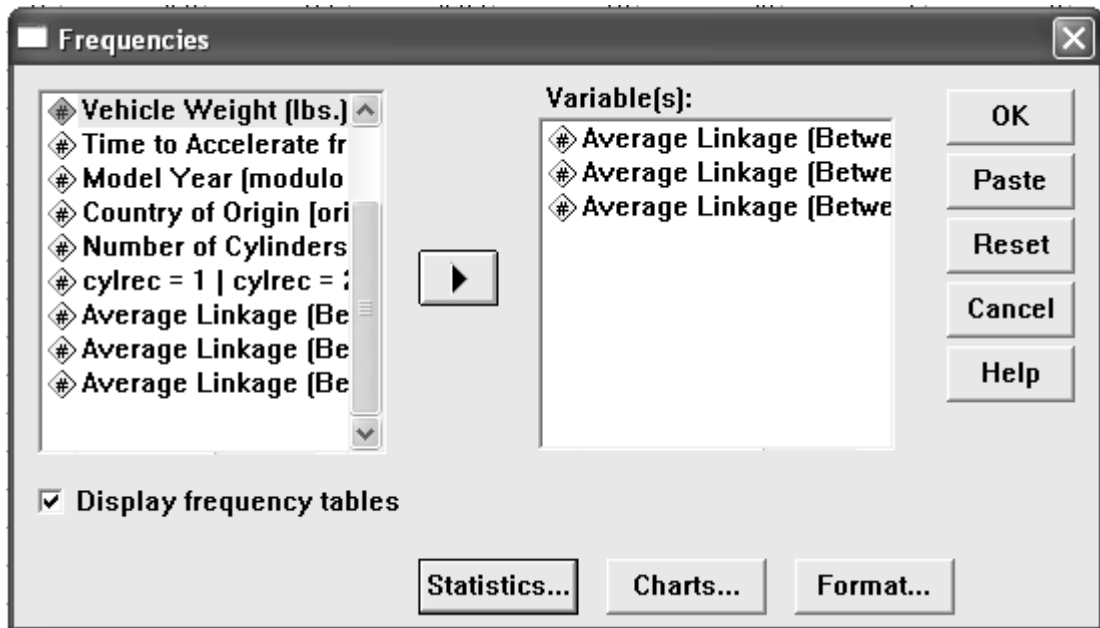 Frequencies
Vehicle Weight (lbs.)
Time to Accelerate fr
Model Year (modulo
Country of Origin [ori
Number of Cylinders
cylrec = 1 | cylrec = 2
Average Linkage (Be
Average Linkage (Be
Average Linkage (Be
Display frequency tables
Variable(s):
Average Linkage (Betwe
Average Linkage (Betwe
Average Linkage (Betwe
OK
Paste
Reset
Cancel
Help
Statistics...
Charts...
Format...